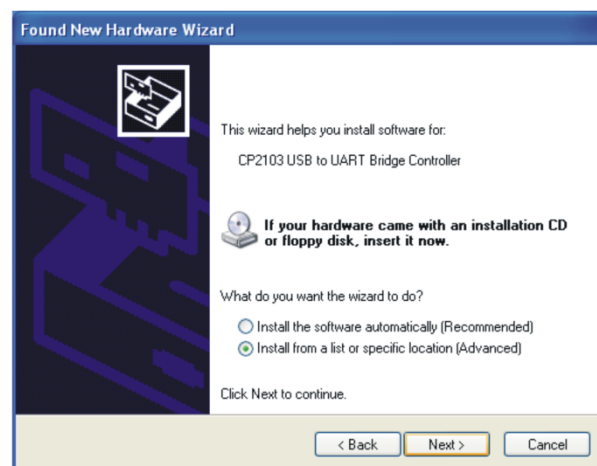 Found New Hardware Wizard
This wizard helps you install software for:
CP2103 USB to UART Bridge Controller
If your hardware came with an installation CD
or floppy disk, insert it now.
What do you want the wizard to do?
Install the software automatically (Recommended)
Install from a list or specific location (Advanced)
Click Next to continue.
< Back Next > Cancel